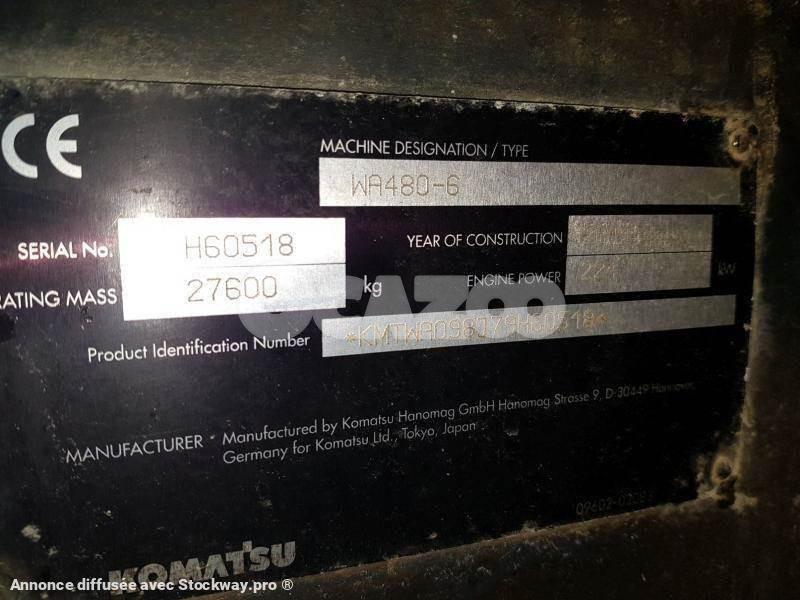 CE
MACHINE DESIGNATION / TYPE
WA480-6
SERIAL No. H60518
YEAR OF CONSTRUCTION
RATING MASS 27600 kg
ENGINE POWER kW
OCAZOO
Product Identification Number *KMTWA098J79H60518*
MANUFACTURER Manufactured by Komatsu Hanomag GmbH Hanomag Strasse 9, D-30449 Hannover,
Germany for Komatsu Ltd., Tokyo, Japan
KOMATSU
Annonce diffusée avec Stockway.pro ®